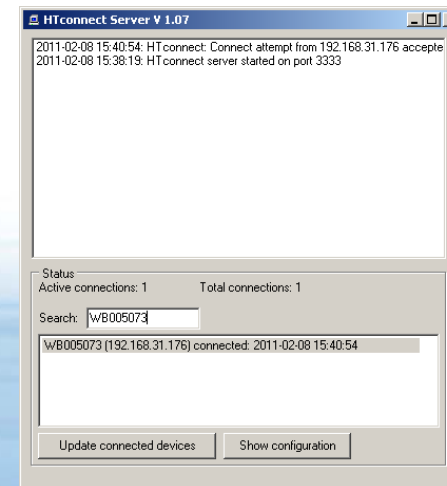 HTconnect Server V 1.07
2011-02-08 15:40:54: HTconnect: Connect attempt from 192.168.31.176 accepte
2011-02-08 15:38:19: HTconnect server started on port 3333
Status
Active connections: 1 Total connections: 1
Search: WB005073
WB005073 (192.168.31.176) connected: 2011-02-08 15:40:54
Update connected devices Show configuration